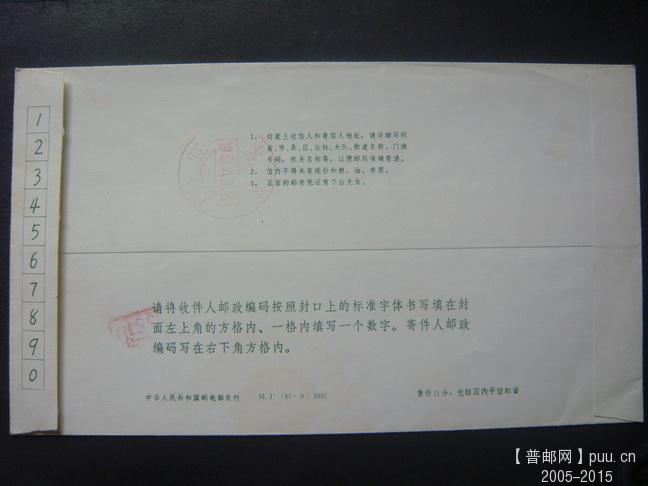 1
2
3
4
5
6
7
8
9
0
1. 封面上收信人和寄信人地址，请详细写明
省、市、县、区、公社、大队、街道名称、门牌
号码、机关名称等，以便邮局准确寄递。
2. 信内不得夹寄现钞和粮、油、布票。
3. 正面的邮资凭证剪下后无效。
请将收件人邮政编码按照封口上的标准字体书写填在封
面左上角的方格内、一格内填写一个数字。寄件人邮政
编码写在右下角方格内。
中华人民共和国邮电部发行 M.I. (10-9) 1982 售价11分，包括国内平信邮资
【普邮网】puu.cn
2005-2015